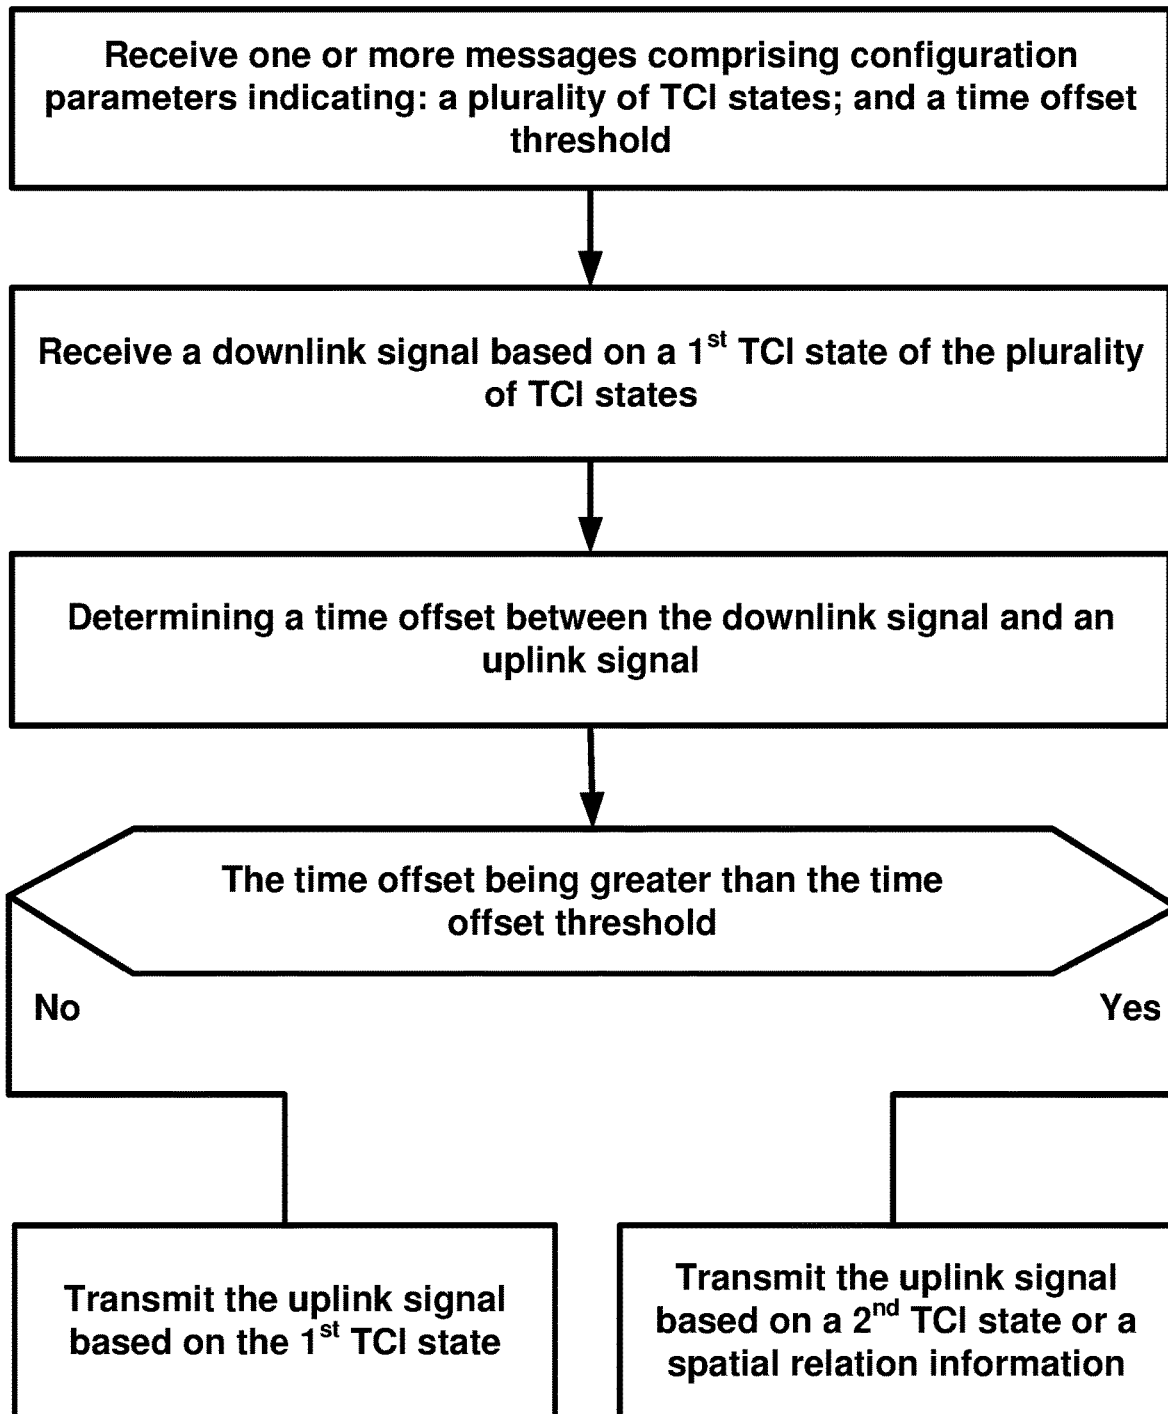 Receive one or more messages comprising configuration
parameters indicating: a plurality of TCI states; and a time offset
threshold
Receive a downlink signal based on a 1st TCI state of the plurality
of TCI states
Determining a time offset between the downlink signal and an
uplink signal
The time offset being greater than the time
offset threshold
No
Yes
Transmit the uplink signal
based on the 1st TCI state
Transmit the uplink signal
based on a 2nd TCI state or a
spatial relation information